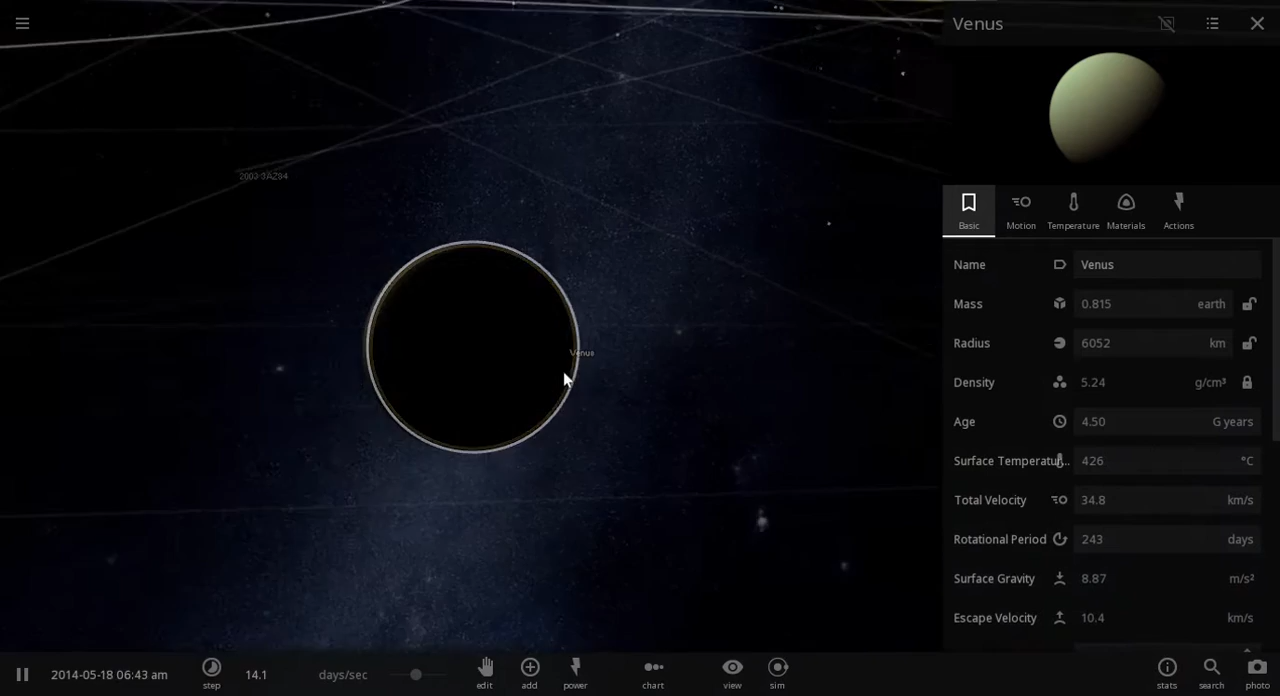 Venus
2003 JAZ94
Venus
Basic
Motion
Temperature
Materials
Actions
Name Venus
Mass 0.815 earth
Radius 6052 km
Density 5.24 g/cm³
Age 4.50 G years
Surface Temperatur... 426 °C
Total Velocity 34.8 km/s
Rotational Period 243 days
Surface Gravity 8.87 m/s²
Escape Velocity 10.4 km/s
2014-05-18 06:43 am
step
14.1 days/sec
edit
add
power
chart
view
sim
stats
search
photo